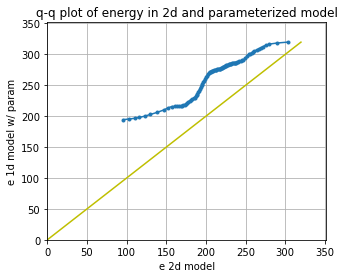 q-q plot of energy in 2d and parameterized model
e 1d model w/ param
350
300
250
200
150
100
50
0
0 50 100 150 200 250 300 350
e 2d model